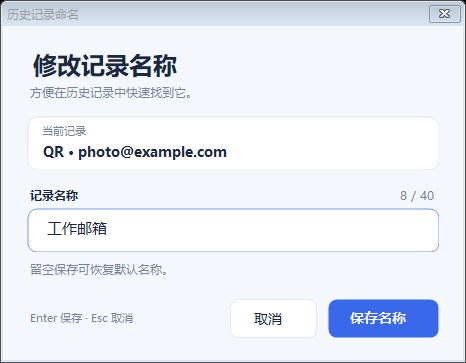 历史记录命名
修改记录名称
方便在历史记录中快速找到它。
当前记录
QR • photo@example.com
记录名称
8 / 40
工作邮箱
留空保存可恢复默认名称。
Enter 保存 · Esc 取消
取消
保存名称